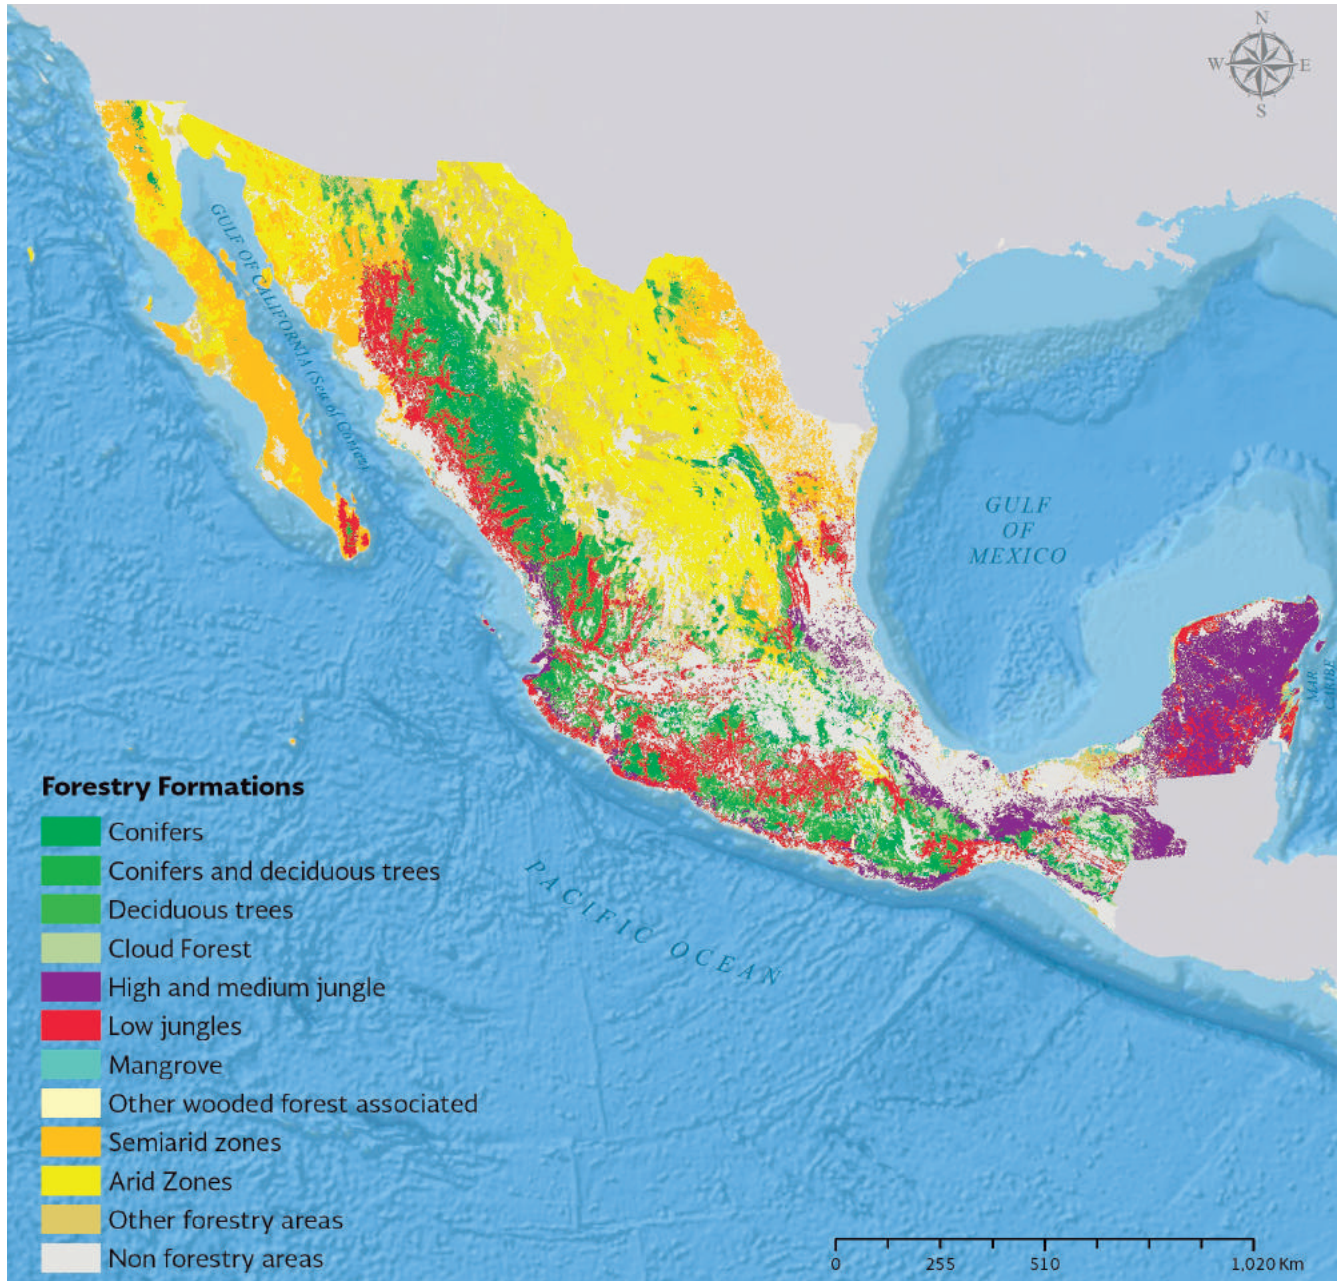 N
W E
S
GULF OF CALIFORNIA (Sea of Cortes)
GULF
OF
MEXICO
MAR
CARIBE
PACIFIC OCEAN
Forestry Formations
Conifers
Conifers and deciduous trees
Deciduous trees
Cloud Forest
High and medium jungle
Low jungles
Mangrove
Other wooded forest associated
Semiarid zones
Arid Zones
Other forestry areas
Non forestry areas
0 255 510 1,020 Km